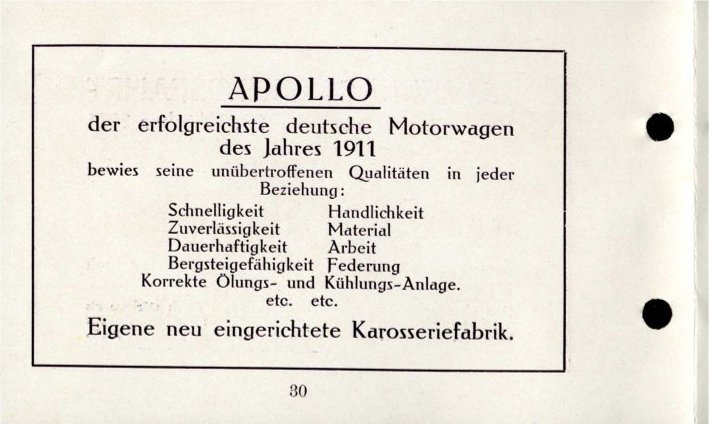 APOLLO
der erfolgreichste deutsche Motorwagen
des Jahres 1911
bewies seine unübertroffenen Qualitäten in jeder
Beziehung:
Schnelligkeit Handlichkeit
Zuverlässigkeit Material
Dauerhaftigkeit Arbeit
Bergsteigefähigkeit Federung
Korrekte Ölungs- und Kühlungs-Anlage.
etc. etc.
Eigene neu eingerichtete Karosseriefabrik.
30